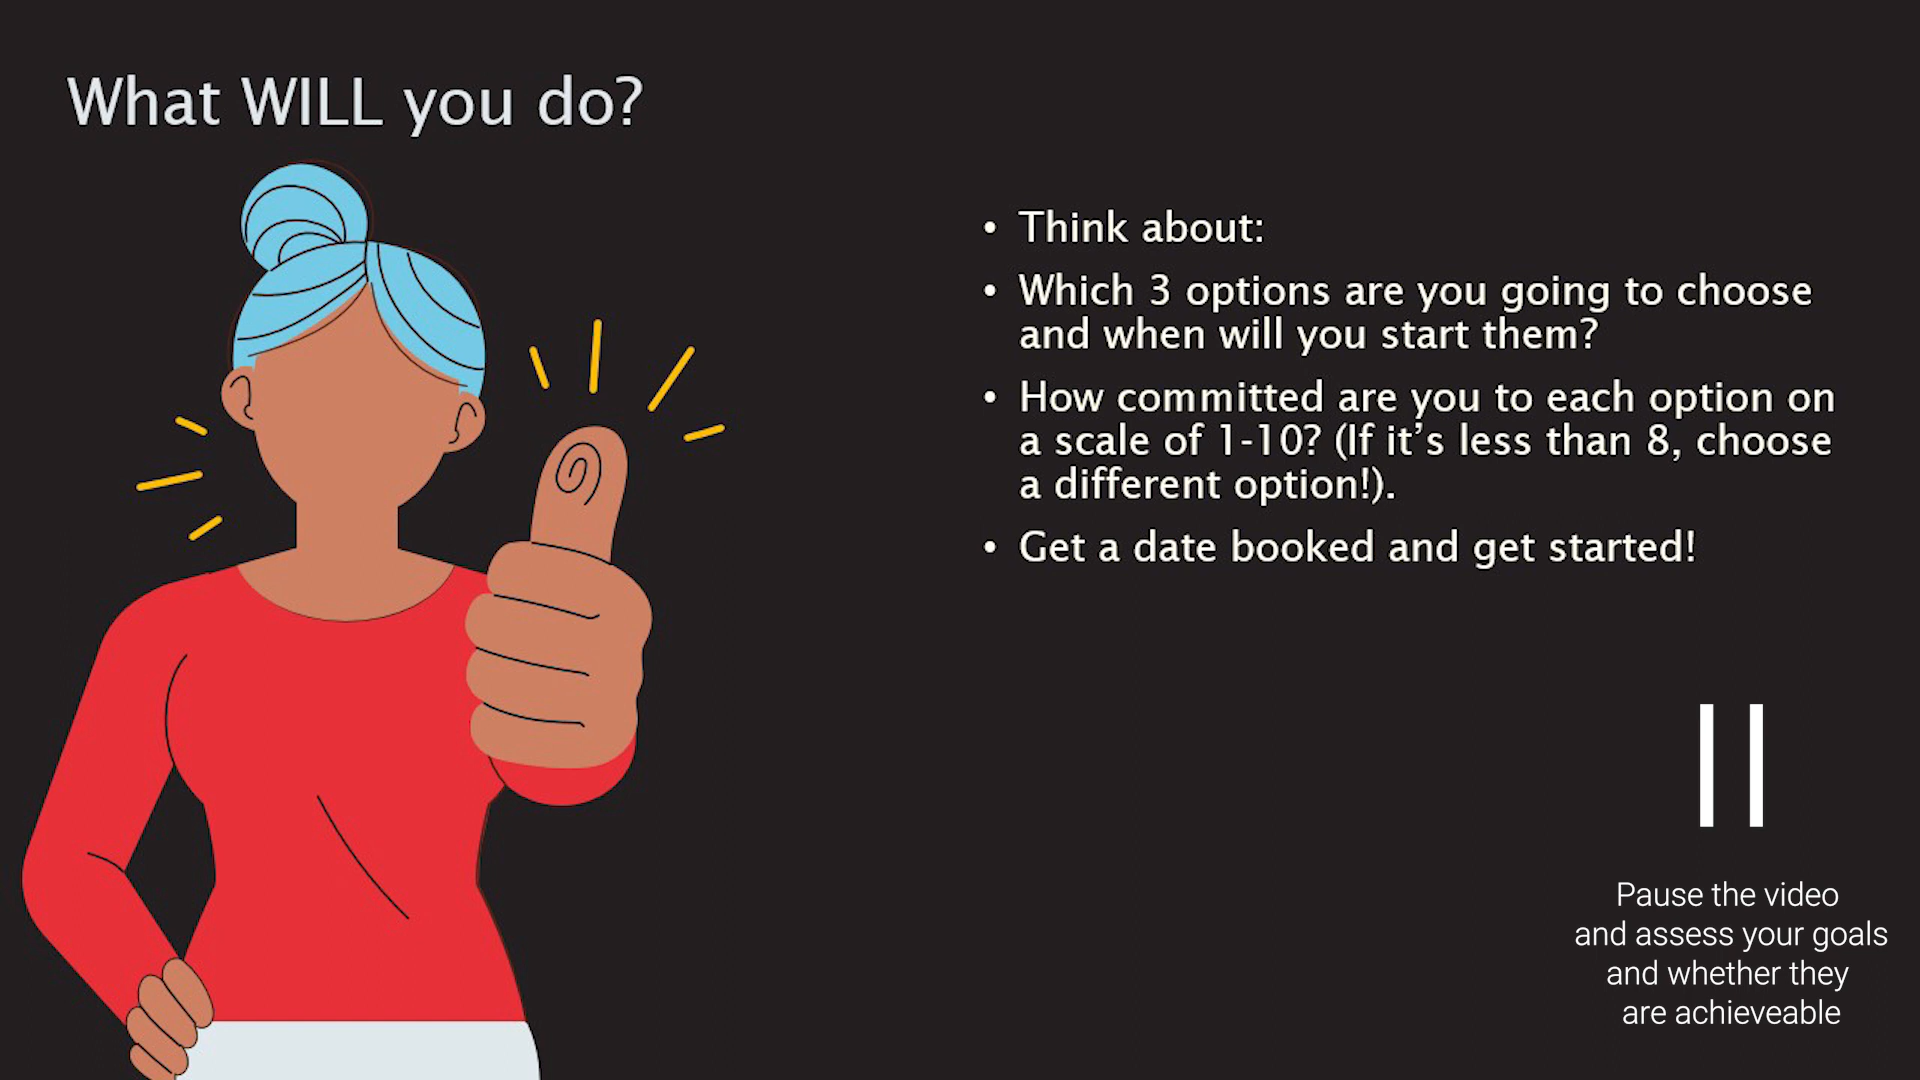 What WILL you do?
• Think about:
• Which 3 options are you going to choose
and when will you start them?
• How committed are you to each option on
a scale of 1-10? (If it’s less than 8, choose
a different option!).
• Get a date booked and get started!
Pause the video
and assess your goals
and whether they
are achieveable